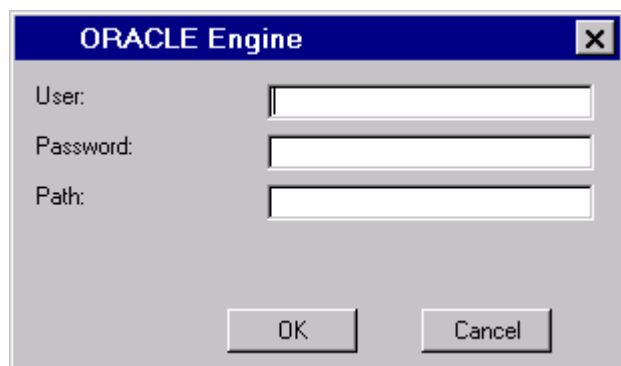 ORACLE Engine
User:
Password:
Path:
OK Cancel